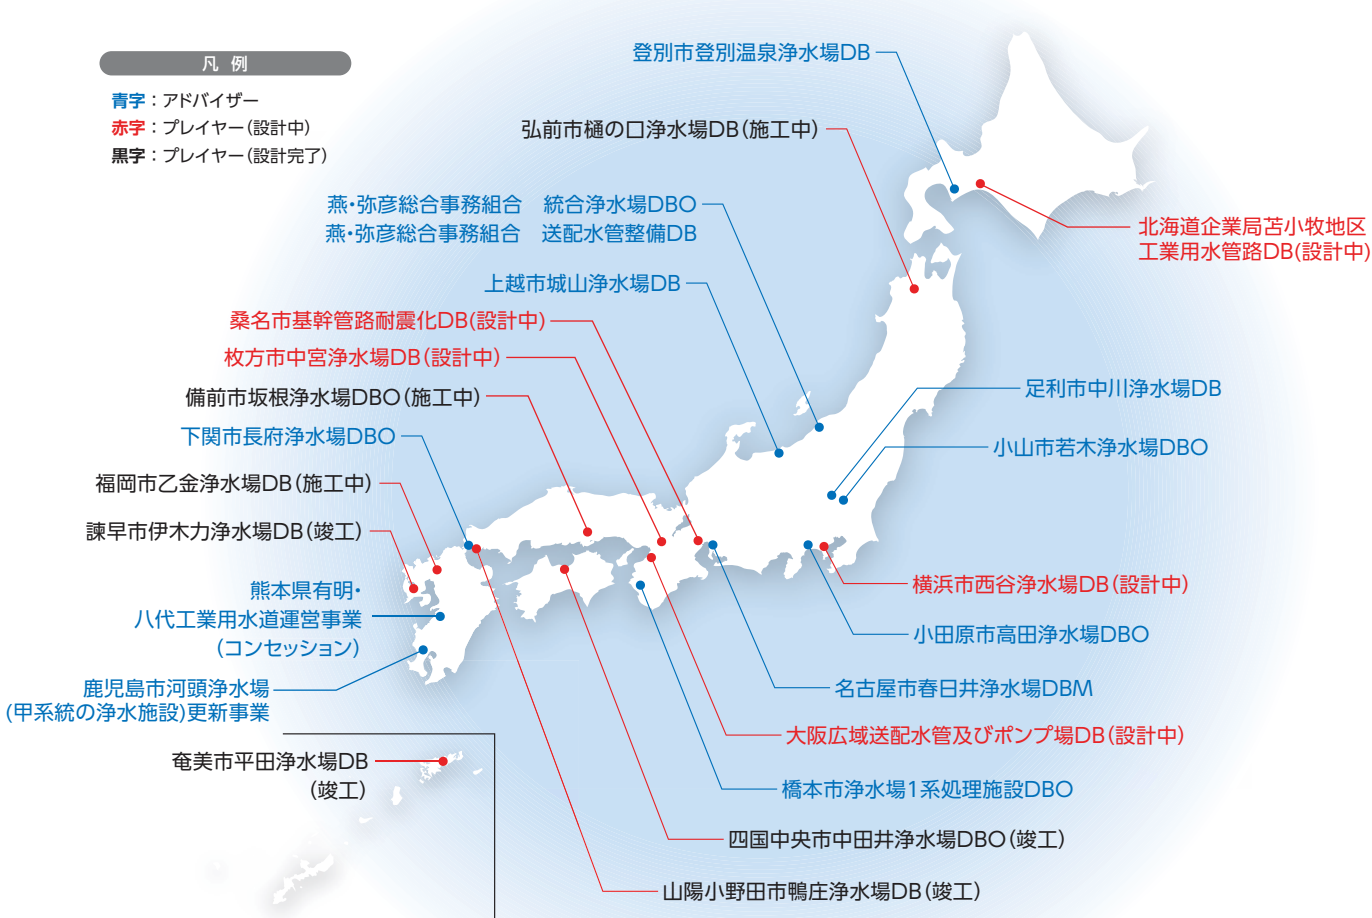 凡 例
青字：アドバイザー
赤字：プレイヤー（設計中）
黒字：プレイヤー（設計完了）
登別市登別温泉浄水場DB
弘前市樋の口浄水場DB（施工中）
燕・弥彦総合事務組合　統合浄水場DBO
燕・弥彦総合事務組合　送配水管整備DB
上越市城山浄水場DB
桑名市基幹管路耐震化DB(設計中)
枚方市中宮浄水場DB（設計中）
備前市坂根浄水場DBO（施工中）
下関市長府浄水場DBO
福岡市乙金浄水場DB（施工中）
諫早市伊木力浄水場DB（竣工）
熊本県有明・
八代工業用水道運営事業
（コンセッション）
鹿児島市河頭浄水場
(甲系統の浄水施設)更新事業
奄美市平田浄水場DB
（竣工）
北海道企業局苫小牧地区
工業用水管路DB(設計中)
足利市中川浄水場DB
小山市若木浄水場DBO
横浜市西谷浄水場DB（設計中）
小田原市高田浄水場DBO
名古屋市春日井浄水場DBM
大阪広域送配水管及びポンプ場DB（設計中）
橋本市浄水場1系処理施設DBO
四国中央市中田井浄水場DBO（竣工）
山陽小野田市鴨庄浄水場DB（竣工）